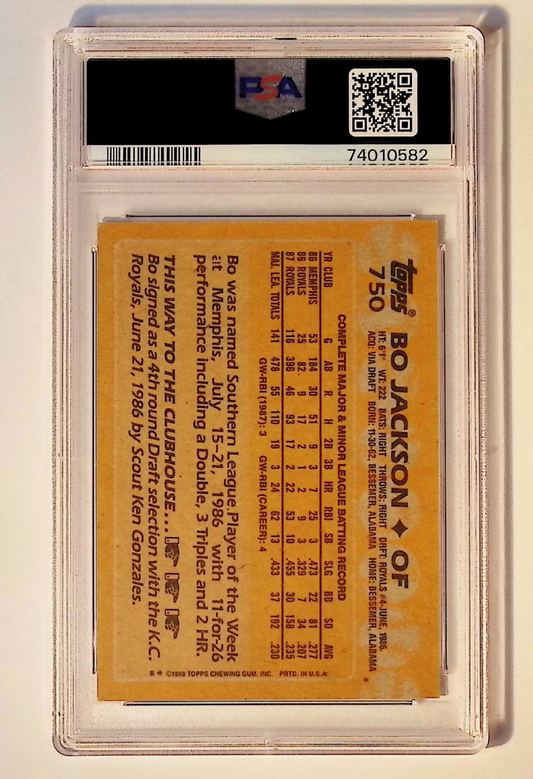 PSA
74010582
topps®
750 BO JACKSON ✦ OF
HT: 6'1" WT: 222 BATS: RIGHT THROWS: RIGHT DRFT: ROYALS #4-JUNE, 1986.
ACQ: VIA DRAFT BORN: 11-30-62, BESSEMER, ALABAMA HOME: BESSEMER, ALABAMA
COMPLETE MAJOR & MINOR LEAGUE BATTING RECORD
YR CLUB G AB R H 2B 3B HR RBI SB SLG BB SO AVG
86 MEMPHIS 53 184 30 51 9 3 7 25 3 .473 22 81 .277
86 ROYALS 25 82 9 17 2 1 2 9 3 .329 7 34 .207
87 ROYALS 116 396 46 93 17 2 22 53 10 .455 30 158 .235
MAJ. LEA. TOTALS 141 478 55 110 19 3 24 62 13 .433 37 192 .230
GW-RBI (1987): 3 GW-RBI (CAREER): 4
Bo was named Southern League Player of the Week
at Memphis, July 15-21, 1986 with 11-for-26
performance including a Double, 3 Triples and 2 HR.
THIS WAY TO THE CLUBHOUSE...
Bo signed as a 4th round Draft selection with the K.C.
Royals, June 21, 1986 by Scout Ken Gonzales.
B* ©1988 TOPPS CHEWING GUM, INC. PRTD. IN U.S.A.